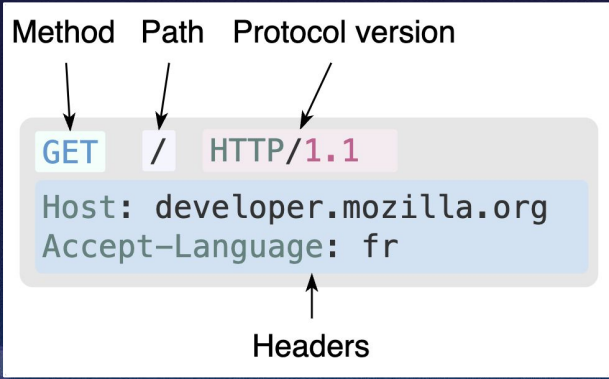 Method Path Protocol version
GET / HTTP/1.1
Host: developer.mozilla.org
Accept-Language: fr
Headers